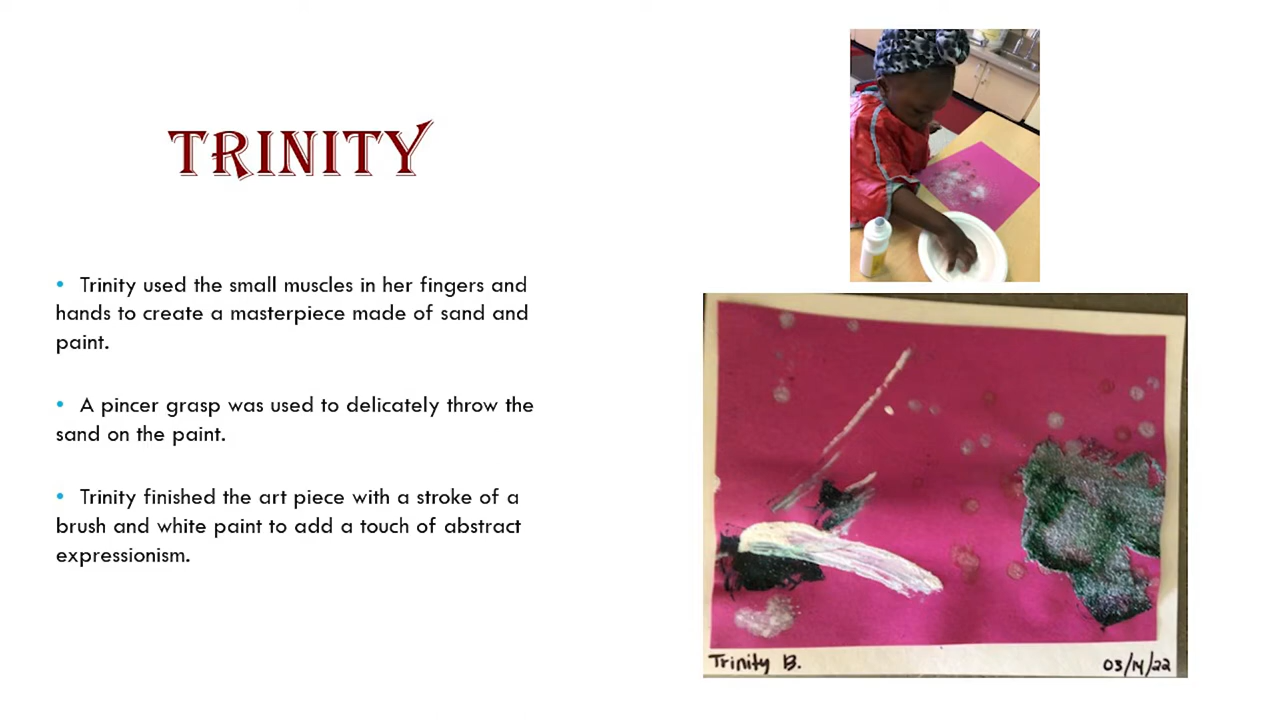 TRINITY
• Trinity used the small muscles in her fingers and
hands to create a masterpiece made of sand and
paint.
• A pincer grasp was used to delicately throw the
sand on the paint.
• Trinity finished the art piece with a stroke of a
brush and white paint to add a touch of abstract
expressionism.
Trinity B.
03/14/22